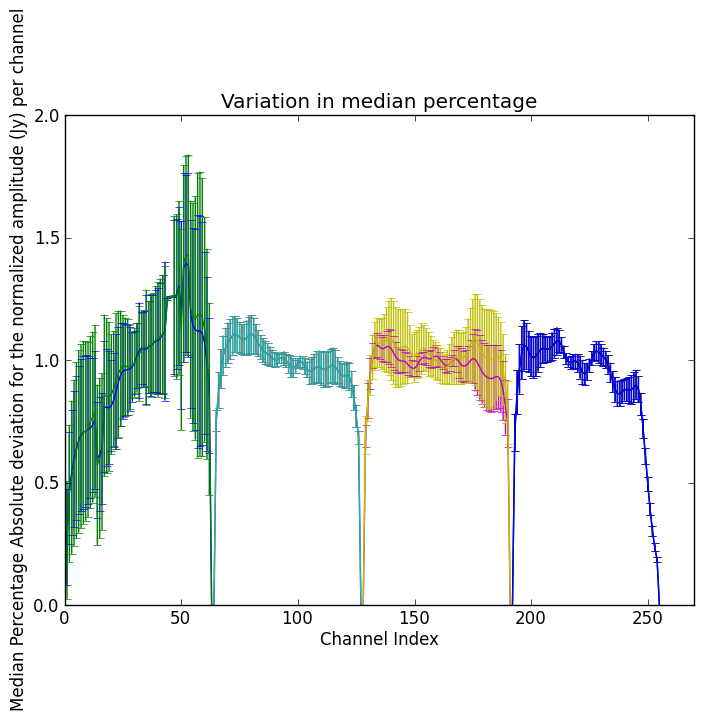 Variation in median percentage
Median Percentage Absolute deviation for the normalized amplitude (Jy) per channel
2.0
1.5
1.0
0.5
0.0
0 50 100 150 200 250
Channel Index